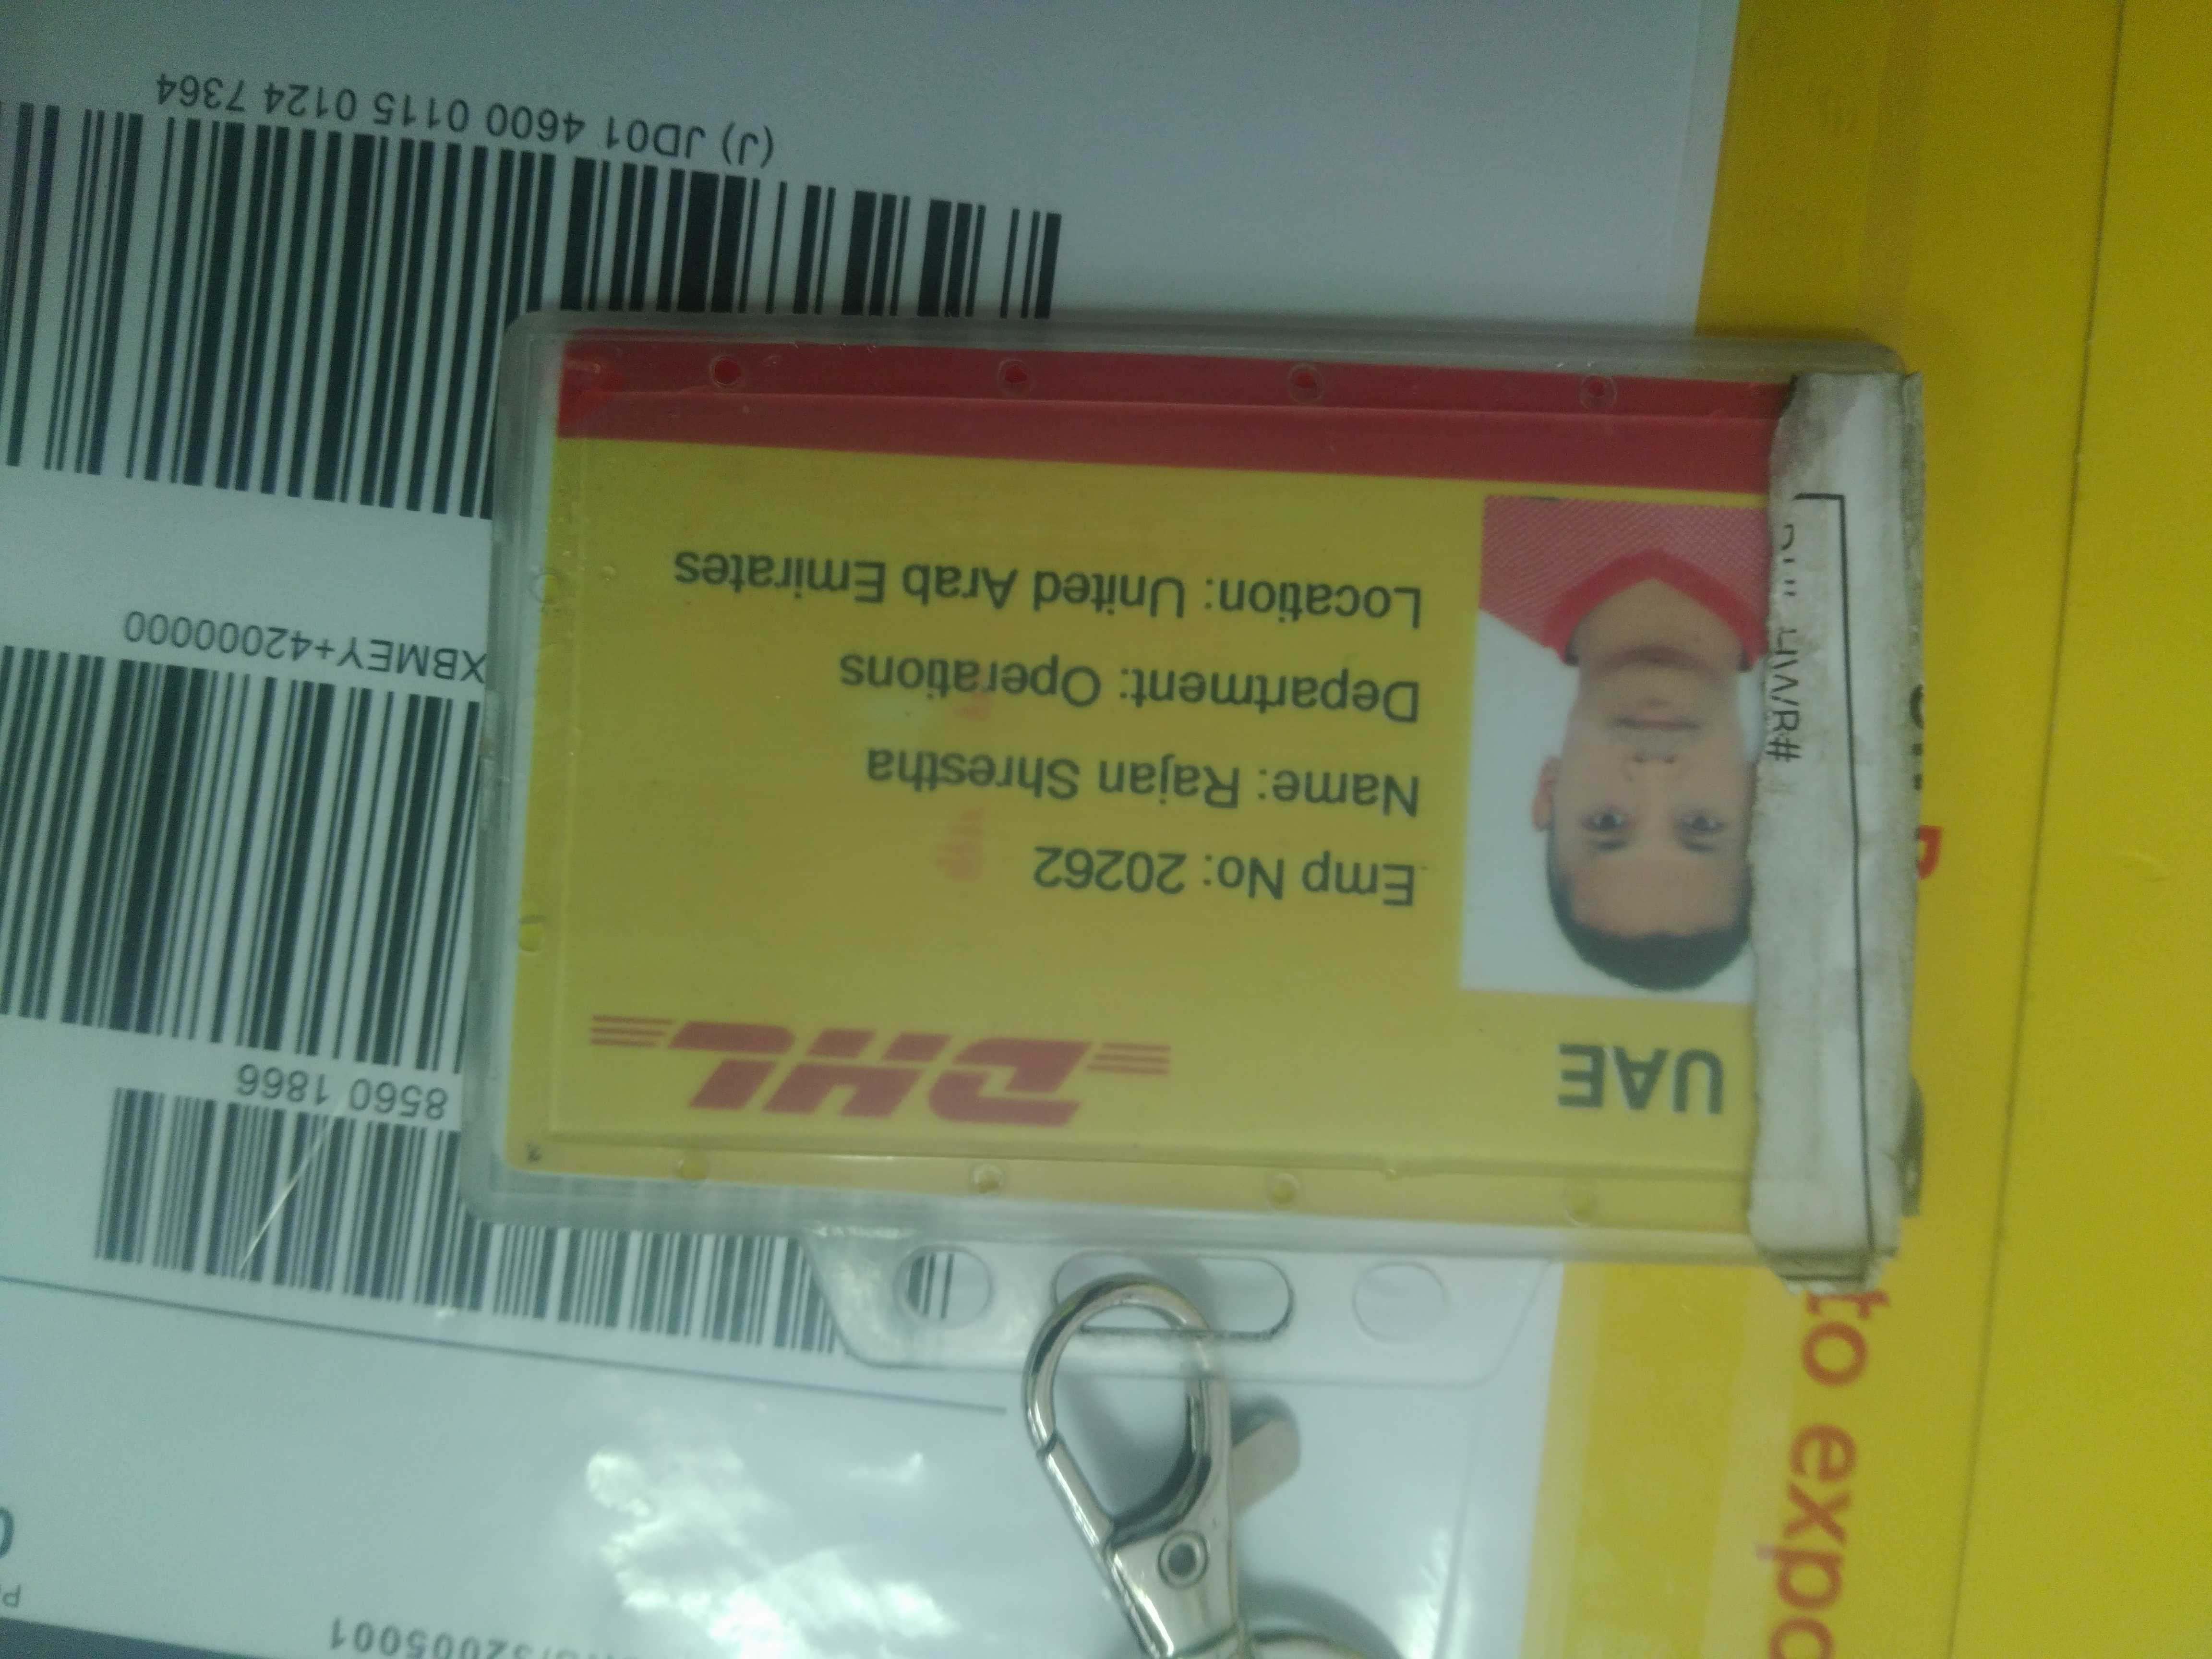 UAE
DHL
Emp No: 20262
Name: Rajan Shrestha
Department: Operations
Location: United Arab Emirates
8560 1866
XBMEY+42000000
(J) JD01 4600 0115 0124 7364
to expo